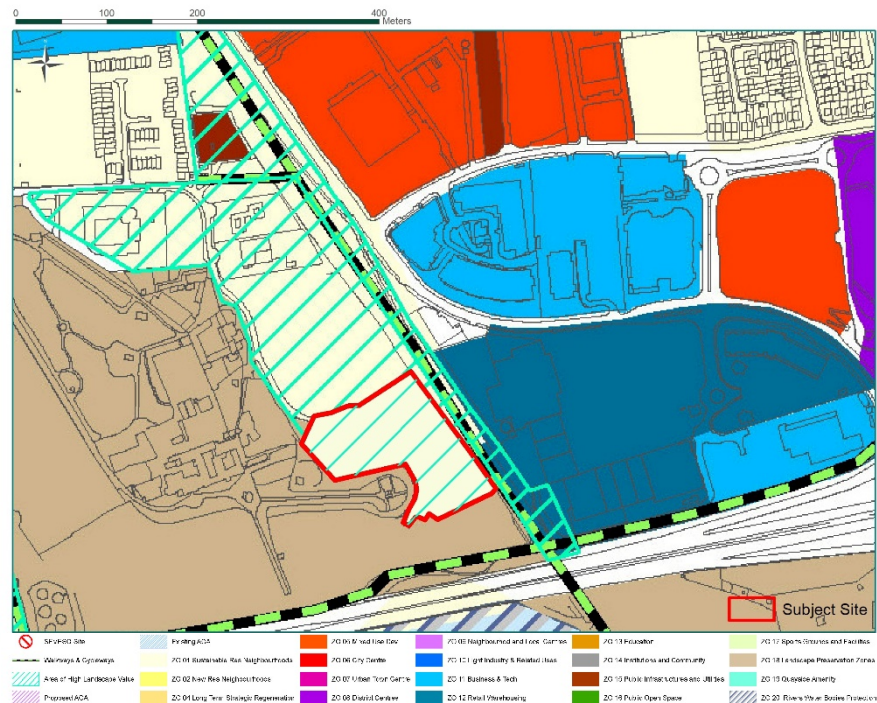 0 100 200 400
Meters
Subject Site
SEVESO Site
Walkways & Cycleways
Area of High Landscape Value
Proposed ACA
Existing ACA
ZO 01 Sustainable Res Neighbourhoods
ZO 02 New Res Neighbourhoods
ZO 04 Long Term Strategic Regeneration
ZO 05 Mixed Use Dev
ZO 06 City Centre
ZO 07 Urban Town Centre
ZO 08 District Centres
ZO 09 Neighbourhood and Local Centres
ZO 10 Light Industry & Related Uses
ZO 11 Business & Tech
ZO 12 Retail Warehousing
ZO 13 Education
ZO 14 Institutions and Community
ZO 15 Public Infrastructures and Utilities
ZO 16 Public Open Space
ZO 17 Sports Grounds and Facilities
ZO 18 Landscape Preservation Zones
ZO 19 Quayside Amenity
ZO 20 Rivers/Water Bodies Protection